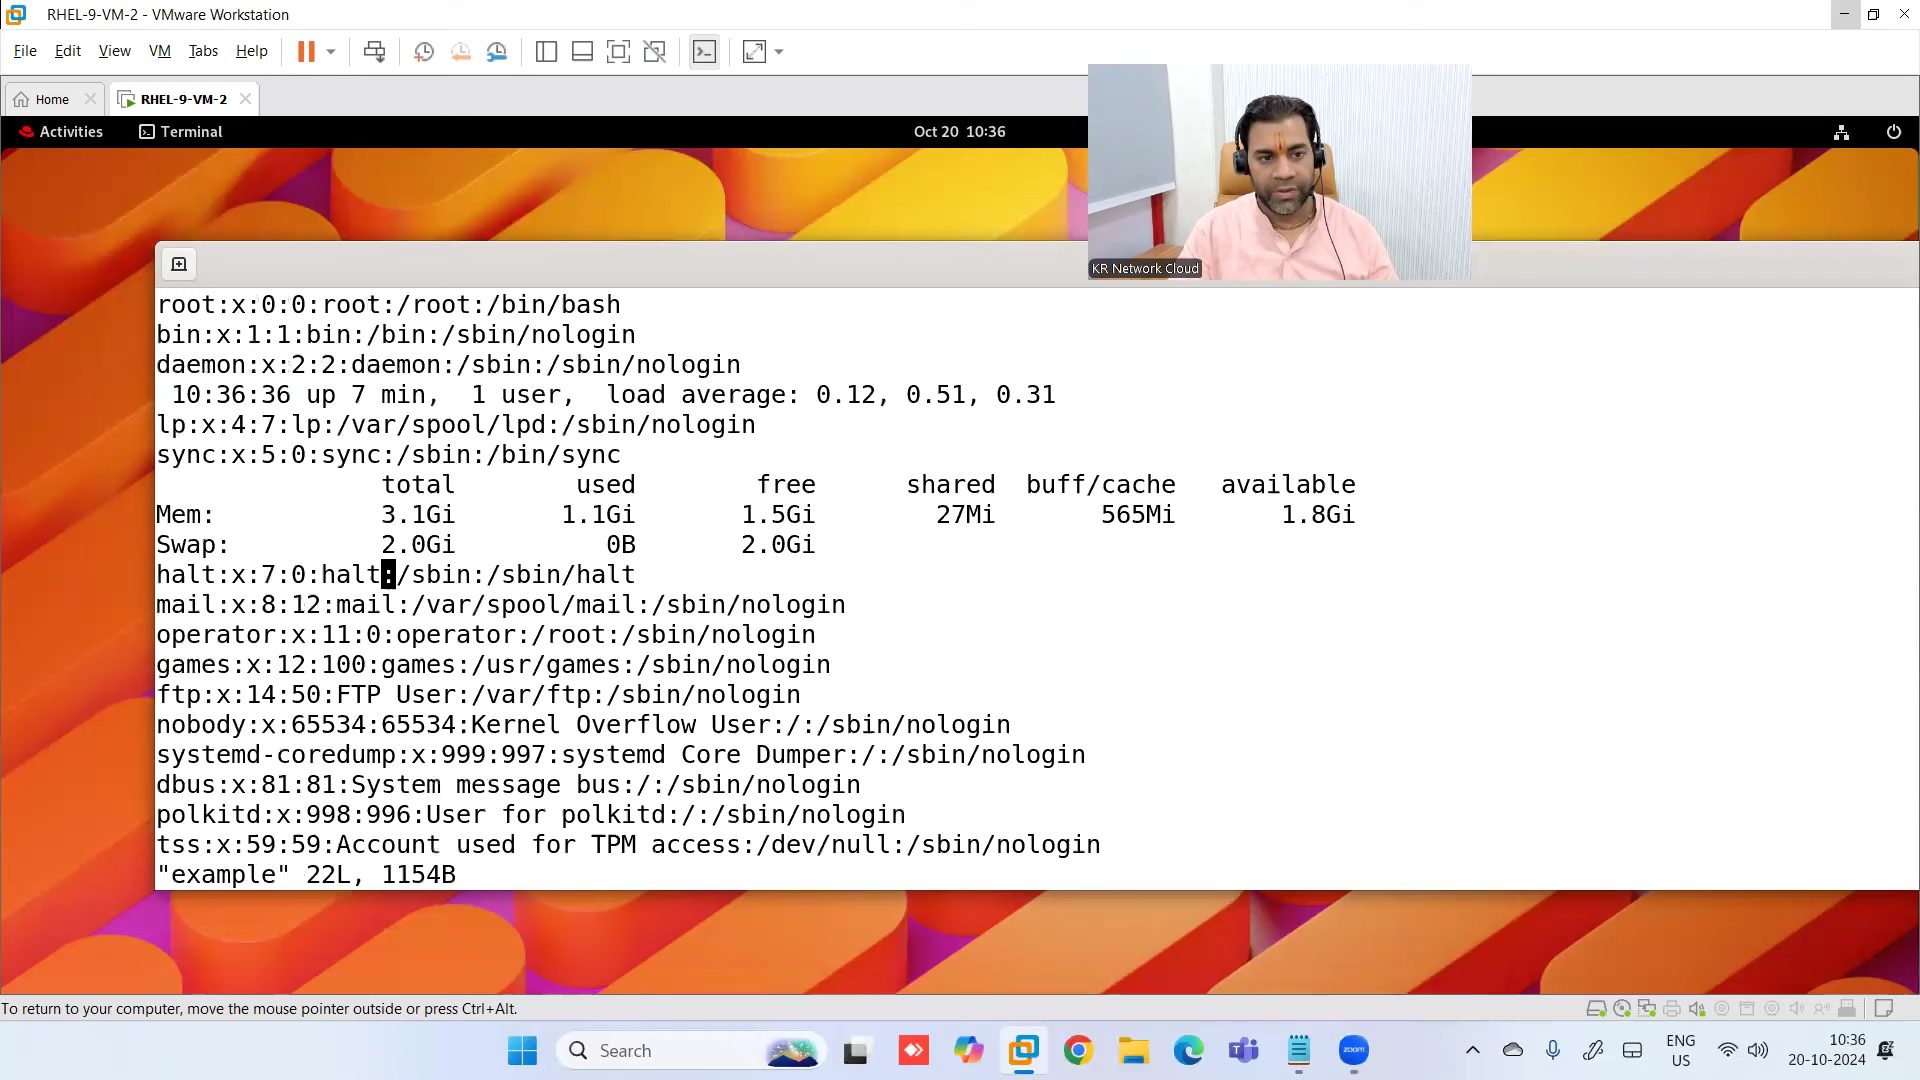 RHEL-9-VM-2 - VMware Workstation
File Edit View VM Tabs Help
Home
RHEL-9-VM-2
Activities
Terminal
Oct 20 10:36
KR Network Cloud
root:x:0:0:root:/root:/bin/bash
bin:x:1:1:bin:/bin:/sbin/nologin
daemon:x:2:2:daemon:/sbin:/sbin/nologin
10:36:36 up 7 min,  1 user,  load average: 0.12, 0.51, 0.31
lp:x:4:7:lp:/var/spool/lpd:/sbin/nologin
sync:x:5:0:sync:/sbin:/bin/sync
total used free shared buff/cache available
Mem: 3.1Gi 1.1Gi 1.5Gi 27Mi 565Mi 1.8Gi
Swap: 2.0Gi 0B 2.0Gi
halt:x:7:0:halt:/sbin:/sbin/halt
mail:x:8:12:mail:/var/spool/mail:/sbin/nologin
operator:x:11:0:operator:/root:/sbin/nologin
games:x:12:100:games:/usr/games:/sbin/nologin
ftp:x:14:50:FTP User:/var/ftp:/sbin/nologin
nobody:x:65534:65534:Kernel Overflow User:/:/sbin/nologin
systemd-coredump:x:999:997:systemd Core Dumper:/:/sbin/nologin
dbus:x:81:81:System message bus:/:/sbin/nologin
polkitd:x:998:996:User for polkitd:/:/sbin/nologin
tss:x:59:59:Account used for TPM access:/dev/null:/sbin/nologin
"example" 22L, 1154B
To return to your computer, move the mouse pointer outside or press Ctrl+Alt.
Search
zoom
ENG
US
10:36
20-10-2024